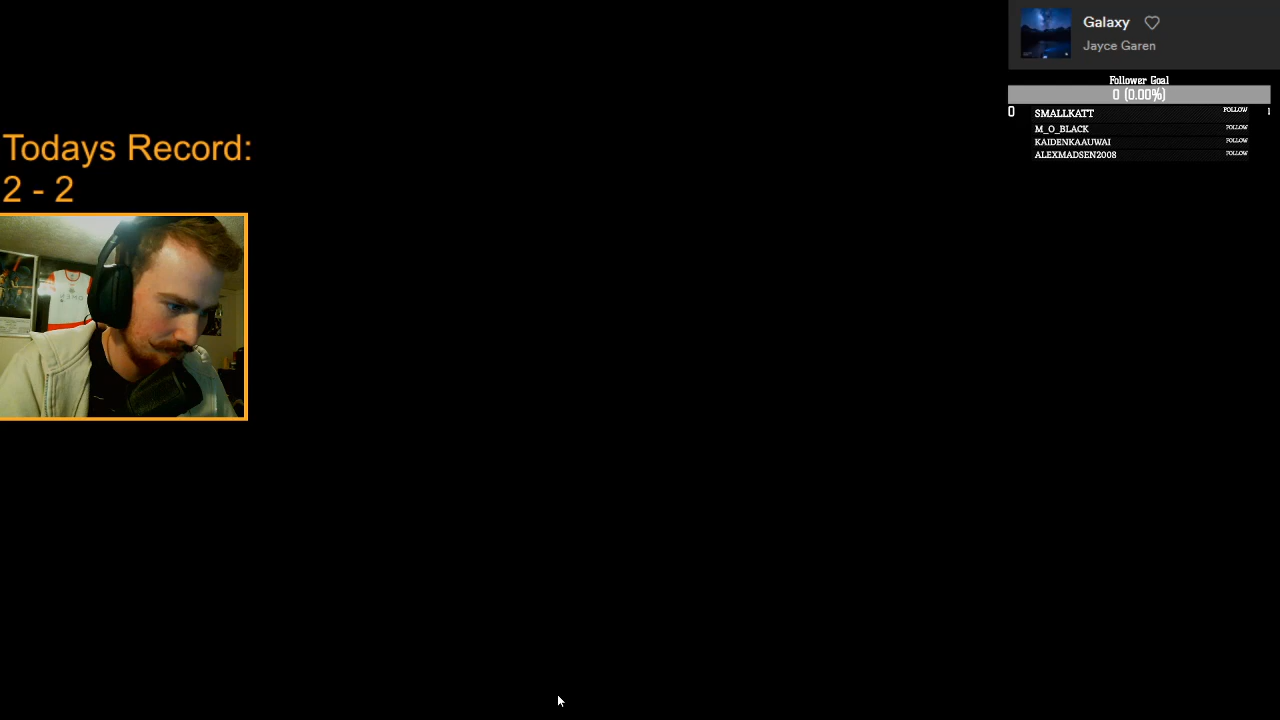 Galaxy
Jayce Garen
Follower Goal
0 (0.00%)
0
SMALLKATT FOLLOW
M_O_BLACK FOLLOW
KAIDENKAAUWAI FOLLOW
ALEXMADSEN2008 FOLLOW
Todays Record:
2 - 2